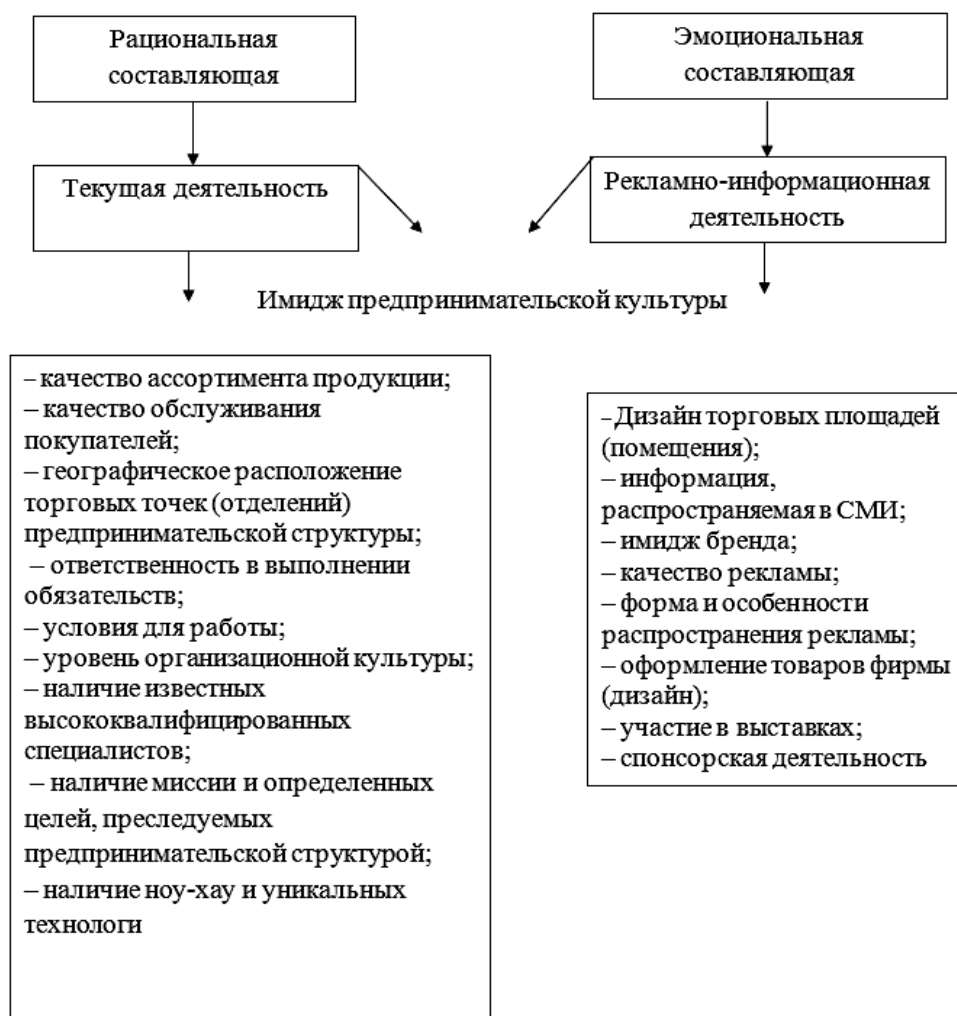 Рациональная
составляющая
Эмоциональная
составляющая
Текущая деятельность
Рекламно-информационная
деятельность
Имидж предпринимательской культуры
– качество ассортимента продукции;
– качество обслуживания
покупателей;
– географическое расположение
торговых точек (отделений)
предпринимательской структуры;
– ответственность в выполнении
обязательств;
– условия для работы;
– уровень организационной культуры;
– наличие известных
высококвалифицированных
специалистов;
– наличие миссии и определенных
целей, преследуемых
предпринимательской структурой;
– наличие ноу-хау и уникальных
технологи
– Дизайн торговых площадей
(помещения);
– информация,
распространяемая в СМИ;
– имидж бренда;
– качество рекламы;
– форма и особенности
распространения рекламы;
– оформление товаров фирмы
(дизайн);
– участие в выставках;
– спонсорская деятельность